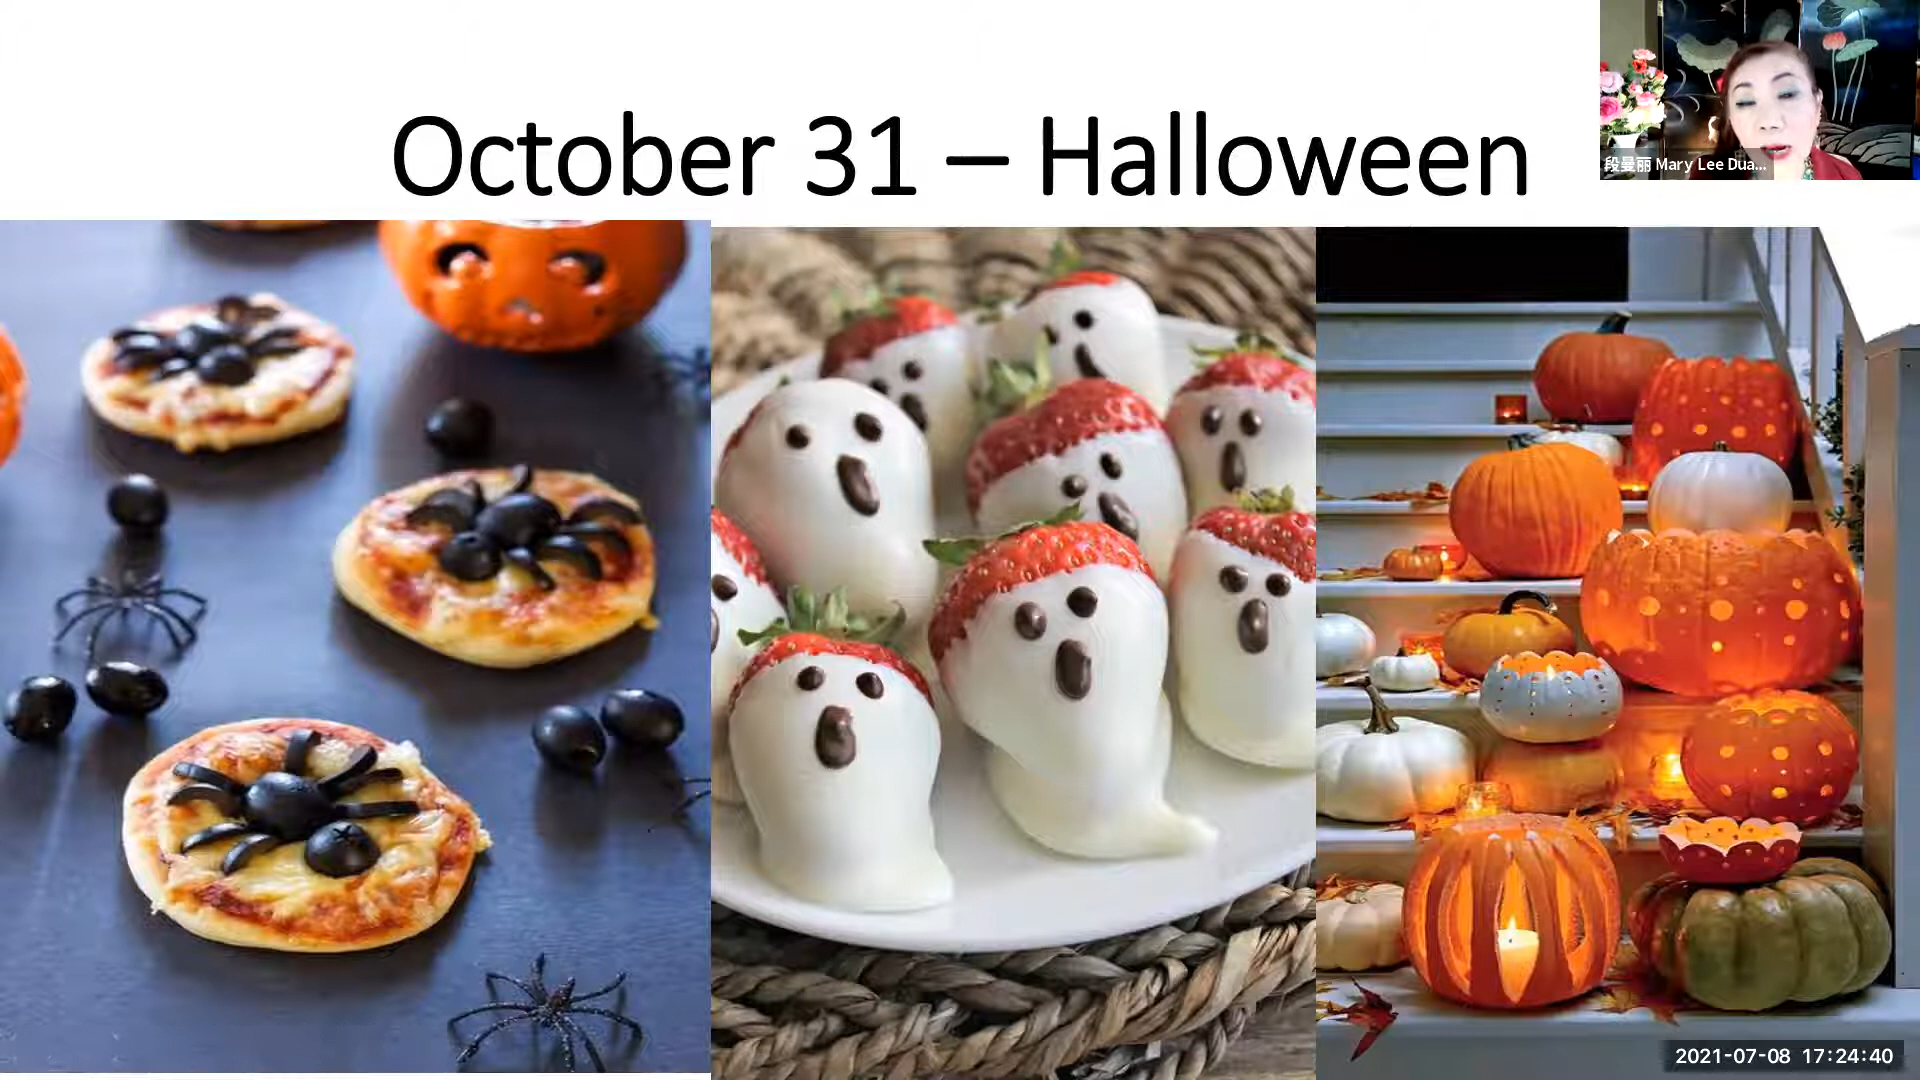 October 31 – Halloween
段曼丽 Mary Lee Dua...
2021-07-08 17:24:40